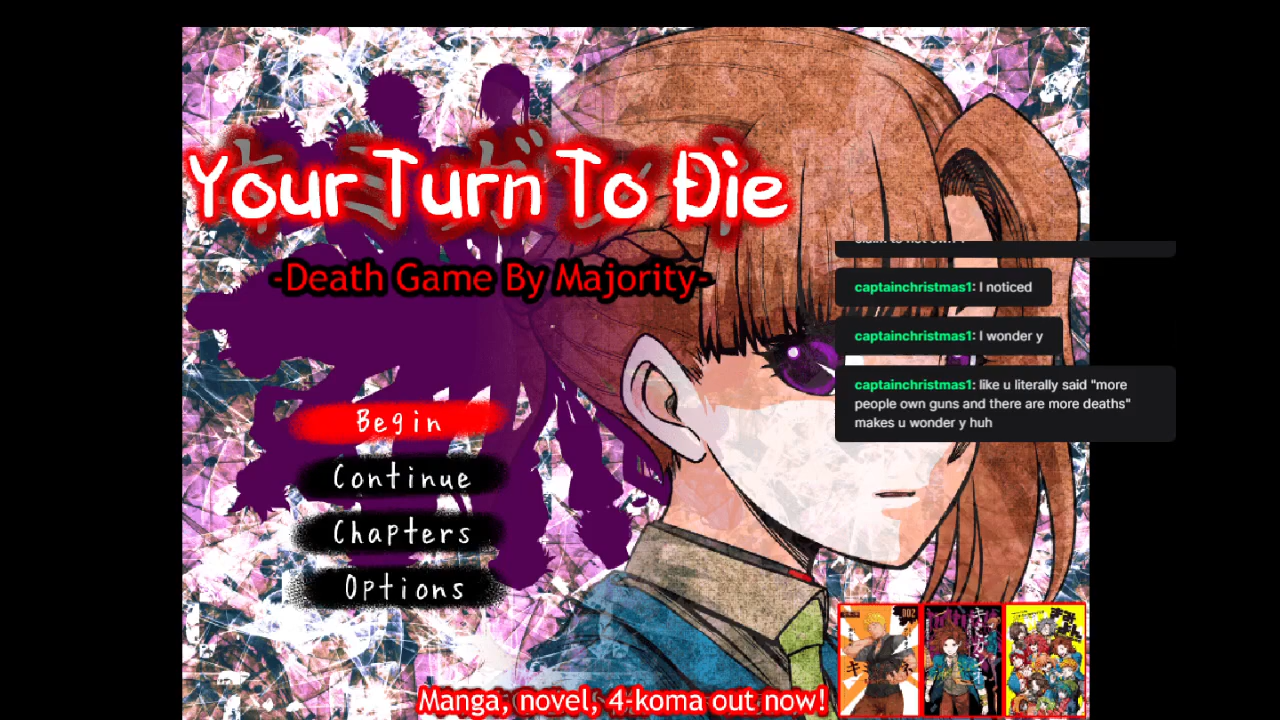 Your Turn To Die
-Death Game By Majority-
captainchristmas1: I noticed
captainchristmas1: I wonder y
captainchristmas1: like u literally said "more
people own guns and there are more deaths"
makes u wonder y huh
Begin
Continue
Chapters
Options
Manga, novel, 4-koma out now!